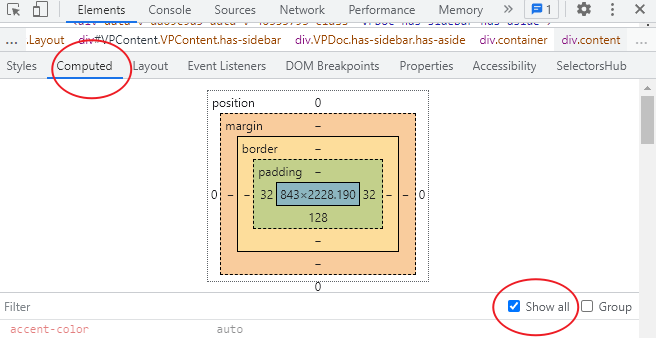 Elements Console Sources Performance Memory » 1
... .Layout div#VPContent.VPContent.has-sidebar div.VPDoc.has-sidebar.has-aside div.container div.content ...
Styles Computed Layout Event Listeners DOM Breakpoints Properties Accessibility SelectorsHub
position 0
margin –
border –
padding –
0 – – 32 843×2228.190 32 – – 0
128
–
–
0
Filter Show all Group
accent-color auto